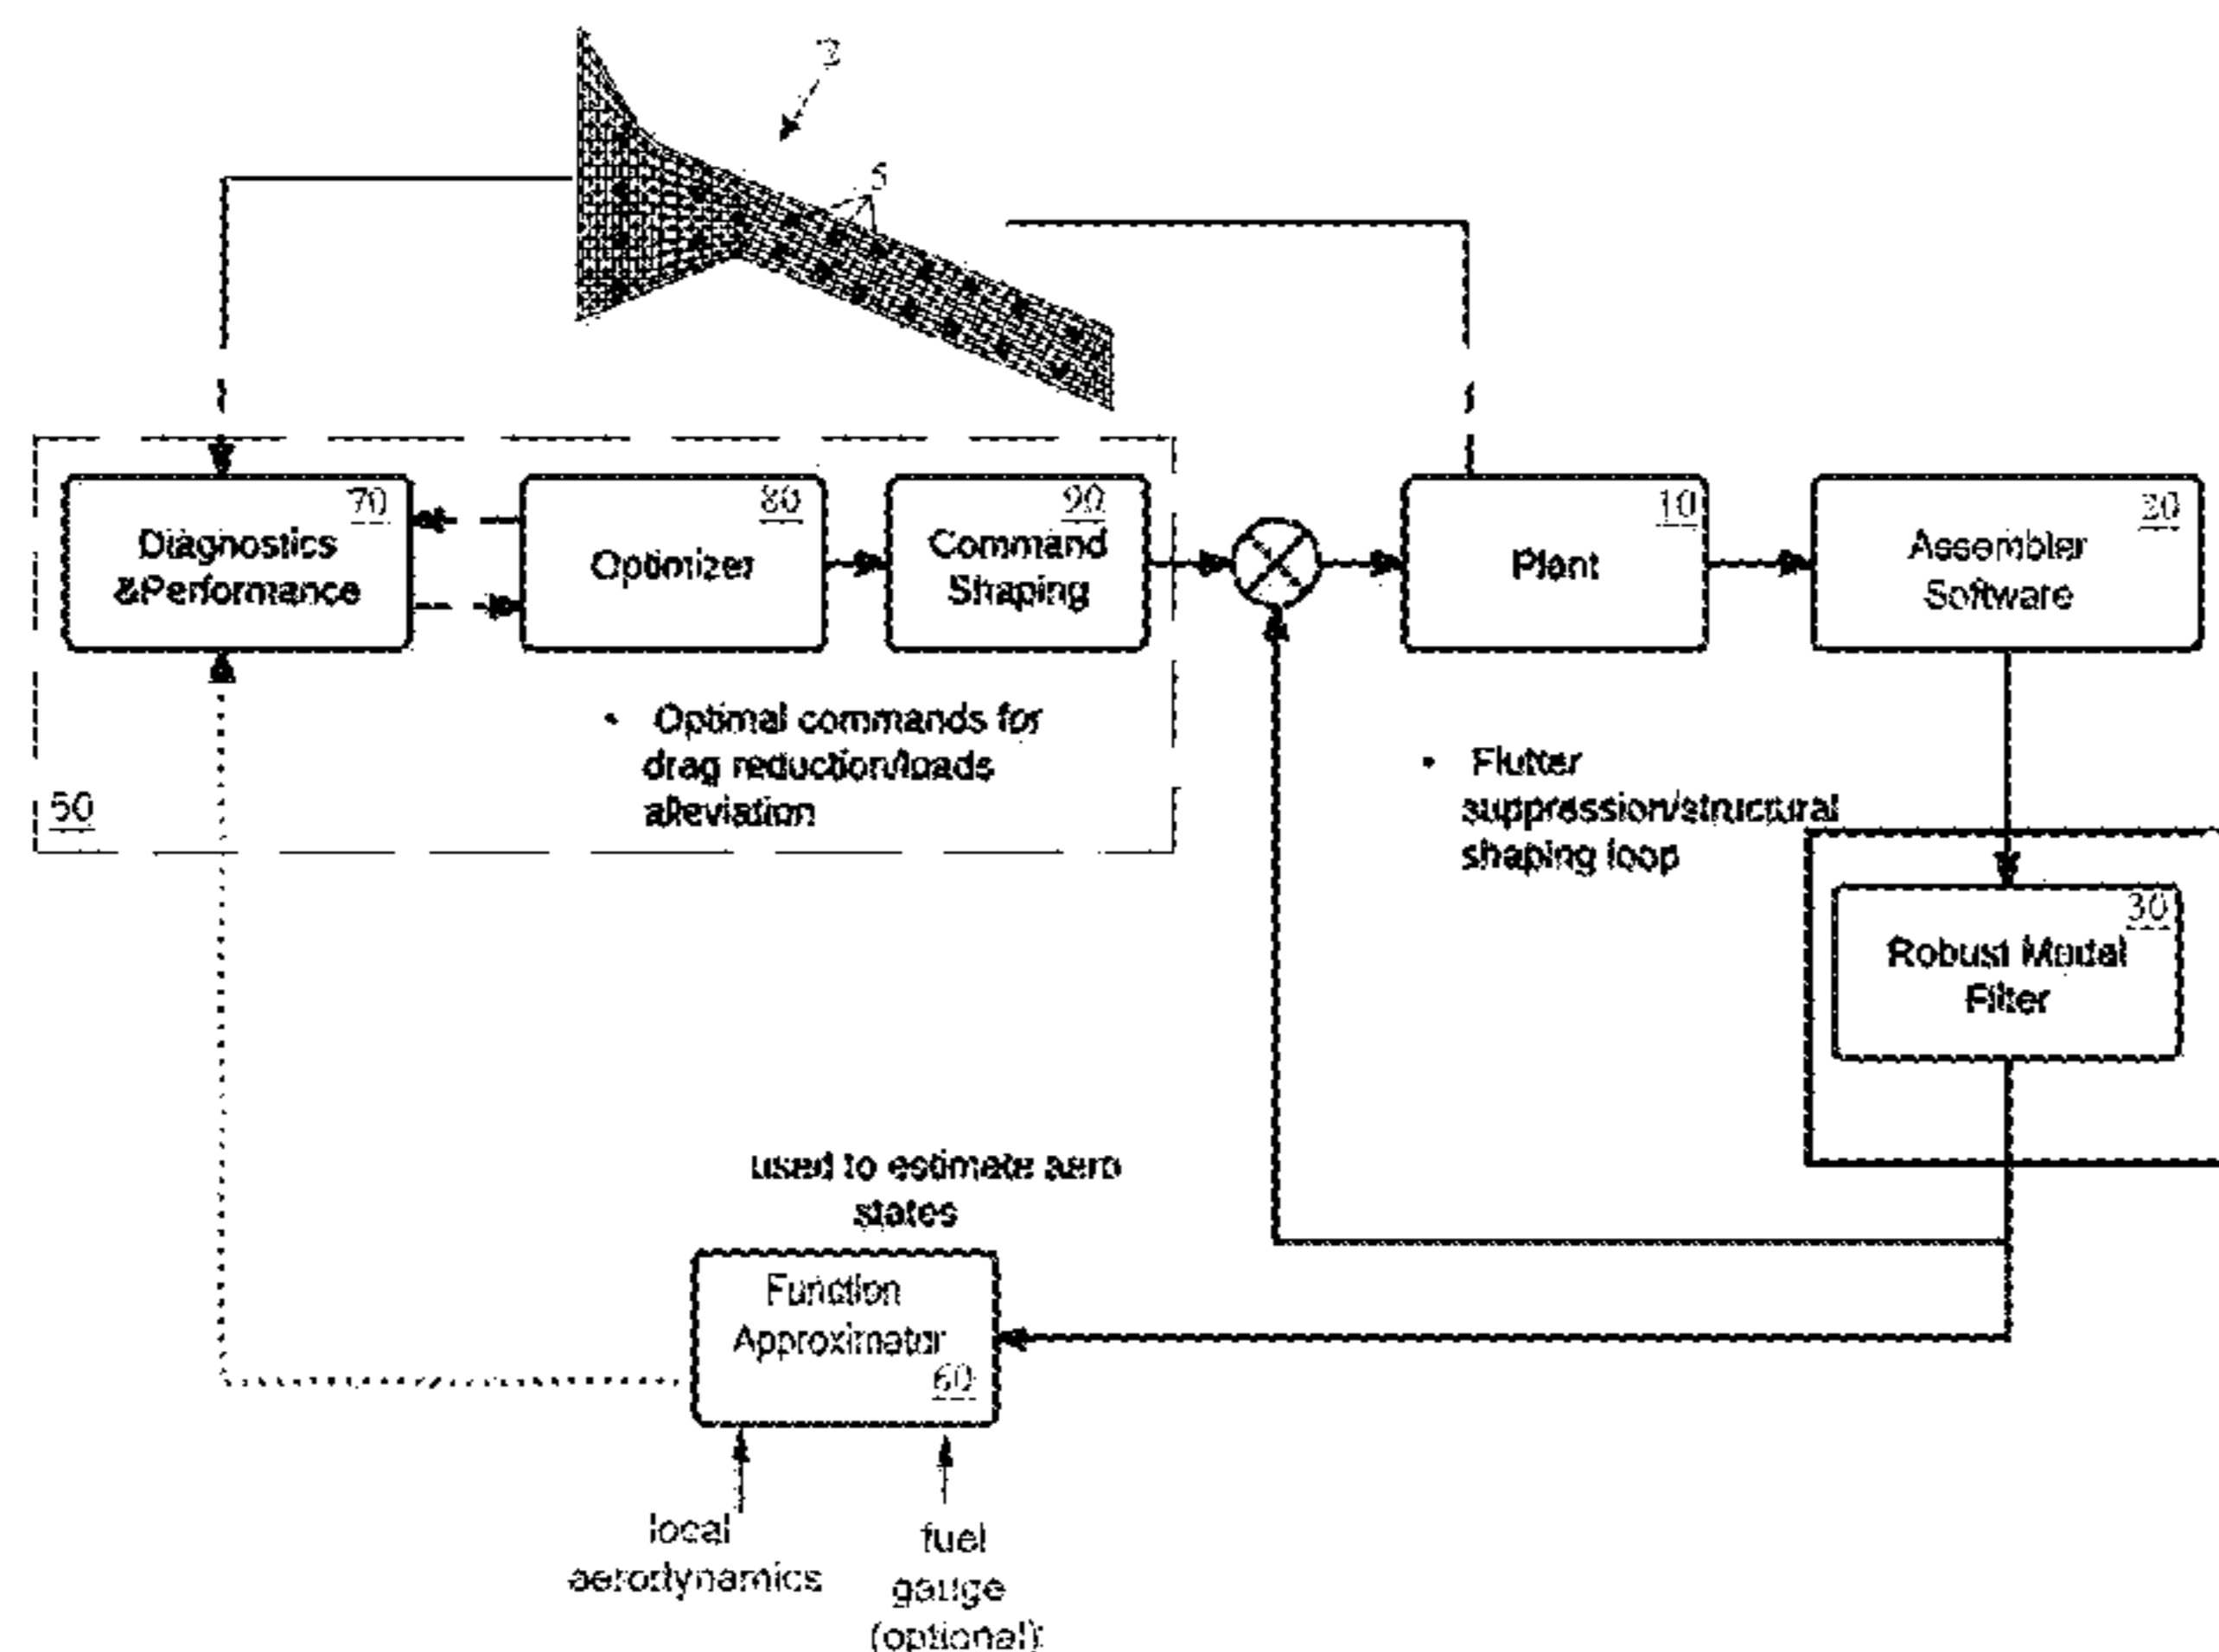 2
5
70
Diagnostics
&Performance
80
Optimizer
90
Command
Shaping
10
Plant
20
Assembler
Software
• Optimal commands for
drag reduction/loads
alleviation
50
• Flutter
suppression/structural
shaping loop
30
Robust Modal
Filter
used to estimate aero
states
Function
Approximator
60
local
aerodynamics
fuel
gauge
(optional)